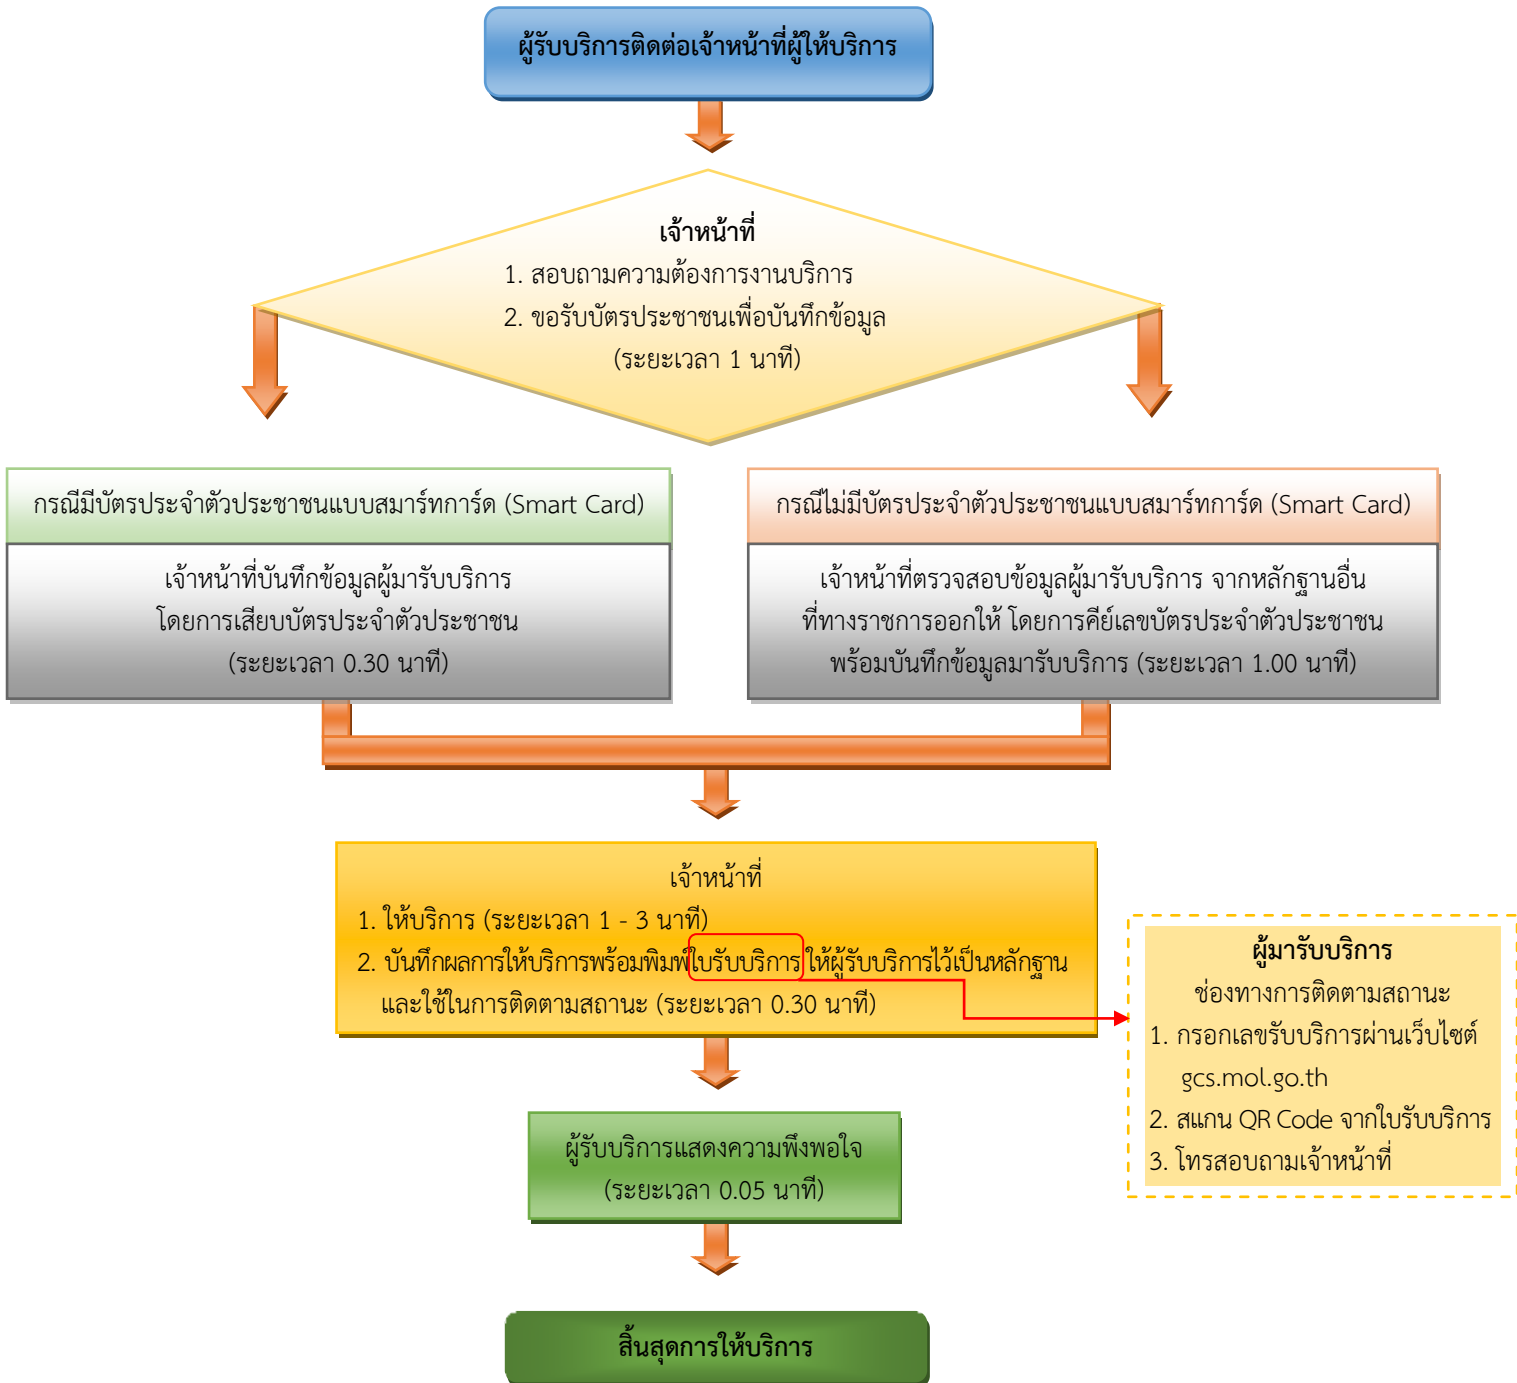 ผู้รับบริการติดต่อเจ้าหน้าที่ผู้ให้บริการ
เจ้าหน้าที่
1. สอบถามความต้องการงานบริการ
2. ขอรับบัตรประชาชนเพื่อบันทึกข้อมูล
(ระยะเวลา 1 นาที)
กรณีมีบัตรประจำตัวประชาชนแบบสมาร์ทการ์ด (Smart Card)
เจ้าหน้าที่บันทึกข้อมูลผู้มารับบริการ
โดยการเสียบบัตรประจำตัวประชาชน
(ระยะเวลา 0.30 นาที)
กรณีไม่มีบัตรประจำตัวประชาชนแบบสมาร์ทการ์ด (Smart Card)
เจ้าหน้าที่ตรวจสอบข้อมูลผู้มารับบริการ จากหลักฐานอื่น
ที่ทางราชการออกให้ โดยการคีย์เลขบัตรประจำตัวประชาชน
พร้อมบันทึกข้อมูลมารับบริการ (ระยะเวลา 1.00 นาที)
เจ้าหน้าที่
1. ให้บริการ (ระยะเวลา 1 - 3 นาที)
2. บันทึกผลการให้บริการพร้อมพิมพ์ใบรับบริการ ให้ผู้รับบริการไว้เป็นหลักฐาน
และใช้ในการติดตามสถานะ (ระยะเวลา 0.30 นาที)
ผู้มารับบริการ
ช่องทางการติดตามสถานะ
1. กรอกเลขรับบริการผ่านเว็บไซต์
gcs.mol.go.th
2. สแกน QR Code จากใบรับบริการ
3. โทรสอบถามเจ้าหน้าที่
ผู้รับบริการแสดงความพึงพอใจ
(ระยะเวลา 0.05 นาที)
สิ้นสุดการให้บริการ